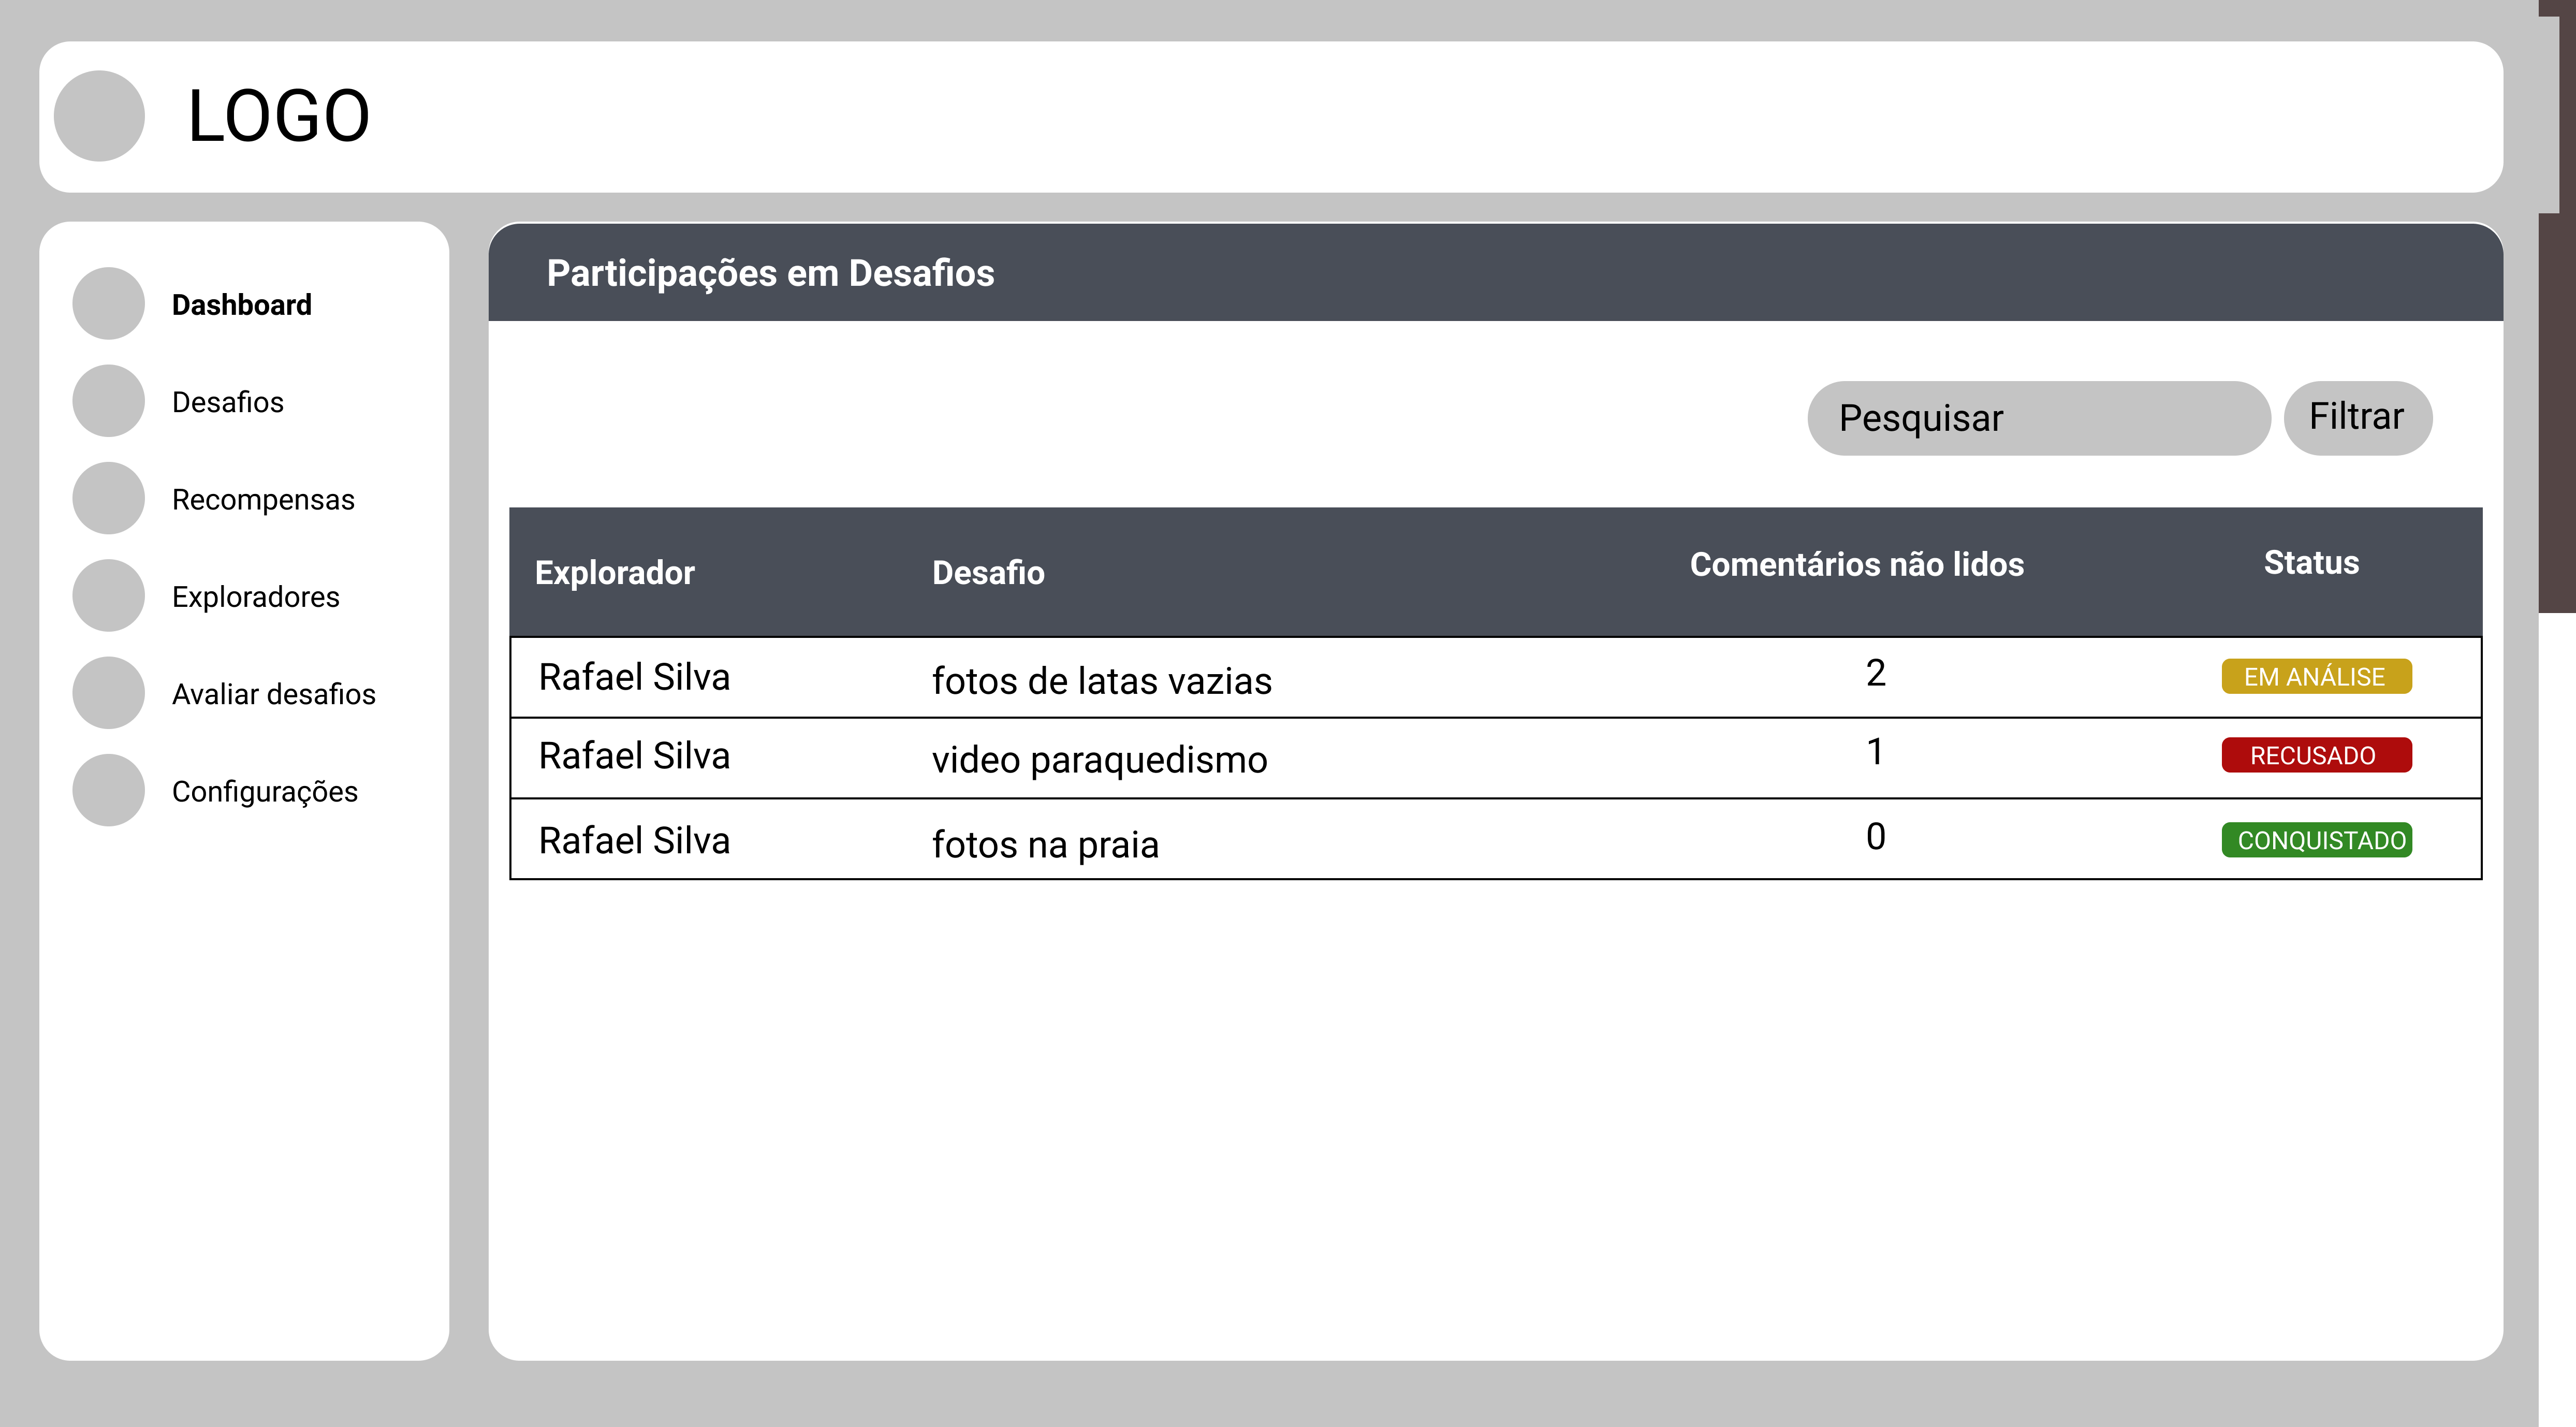 LOGO
Dashboard
Desafios
Recompensas
Exploradores
Avaliar desafios
Configurações
Participações em Desafios
Pesquisar Filtrar
Explorador Desafio Comentários não lidos Status
Rafael Silva fotos de latas vazias 2 EM ANÁLISE
Rafael Silva video paraquedismo 1 RECUSADO
Rafael Silva fotos na praia 0 CONQUISTADO